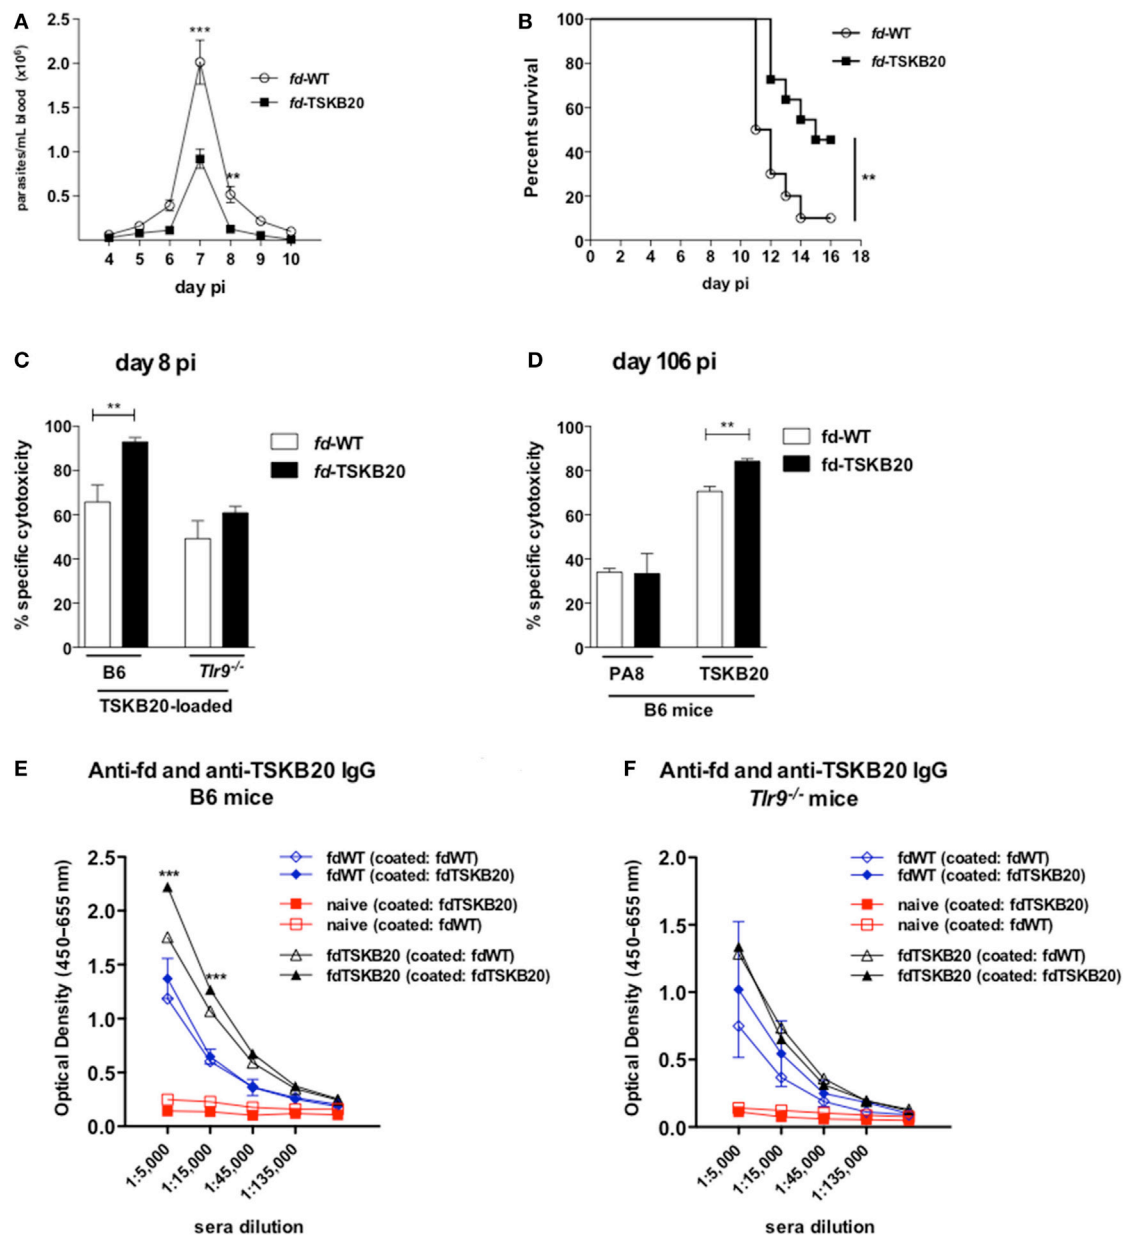 A
parasites/mL blood (x10⁶)
2.5
2.0
1.5
1.0
0.5
***
**
fd-WT
fd-TSKB20
4 5 6 7 8 9 10
day pi
B
Percent survival
100
80
60
40
20
0
fd-WT
fd-TSKB20
**
0 2 4 6 8 10 12 14 16 18
day pi
C
day 8 pi
% specific cytotoxicity
100
80
60
40
20
0
**
fd-WT
fd-TSKB20
B6 Tlr9-/-
TSKB20-loaded
D
day 106 pi
% specific cytotoxicity
100
80
60
40
20
0
**
fd-WT
fd-TSKB20
PA8 TSKB20
B6 mice
E
Anti-fd and anti-TSKB20 IgG
B6 mice
Optical Density (450–655 nm)
2.5
2.0
1.5
1.0
0.5
0.0
***
***
fdWT (coated: fdWT)
fdWT (coated: fdTSKB20)
naive (coated: fdTSKB20)
naive (coated: fdWT)
fdTSKB20 (coated: fdWT)
fdTSKB20 (coated: fdTSKB20)
1:5,000 1:15,000 1:45,000 1:135,000
sera dilution
F
Anti-fd and anti-TSKB20 IgG
Tlr9-/- mice
Optical Density (450–655 nm)
2.0
1.5
1.0
0.5
0.0
fdWT (coated: fdWT)
fdWT (coated: fdTSKB20)
naive (coated: fdTSKB20)
naive (coated: fdWT)
fdTSKB20 (coated: fdWT)
fdTSKB20 (coated: fdTSKB20)
1:5,000 1:15,000 1:45,000 1:135,000
sera dilution